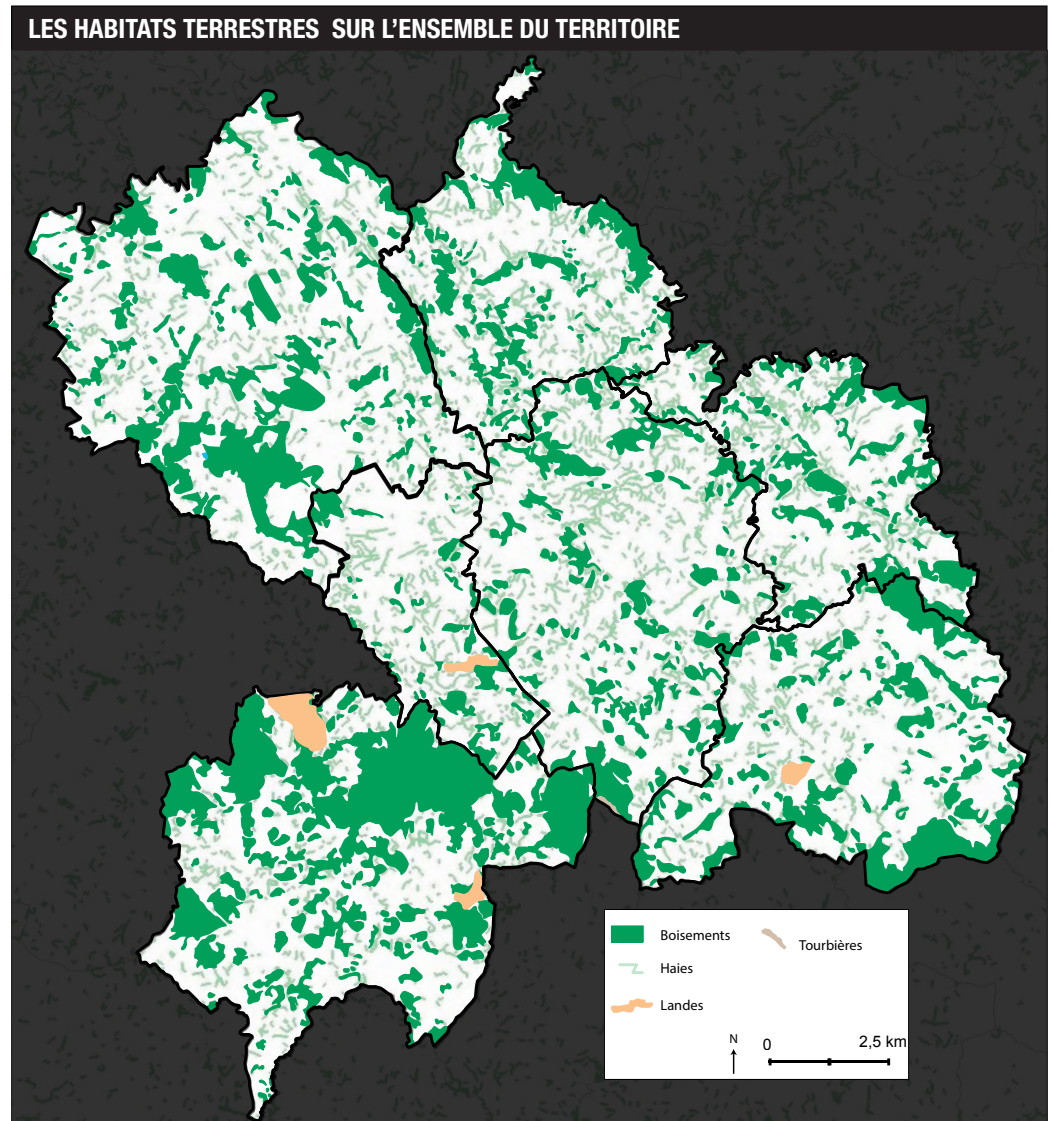 LES HABITATS TERRESTRES SUR L'ENSEMBLE DU TERRITOIRE
Boisements
Tourbières
Haies
Landes
N
0
2,5 km